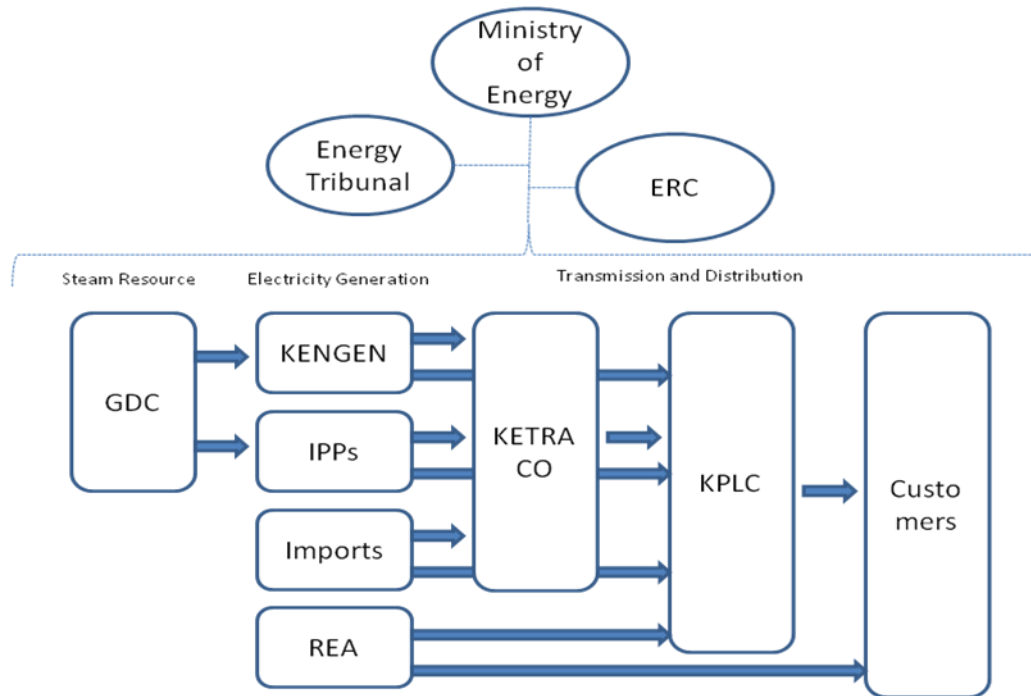 Ministry
of
Energy
Energy
Tribunal
ERC
Steam Resource
Electricity Generation
Transmission and Distribution
GDC
KENGEN
IPPs
Imports
REA
KETRA
CO
KPLC
Custo
mers